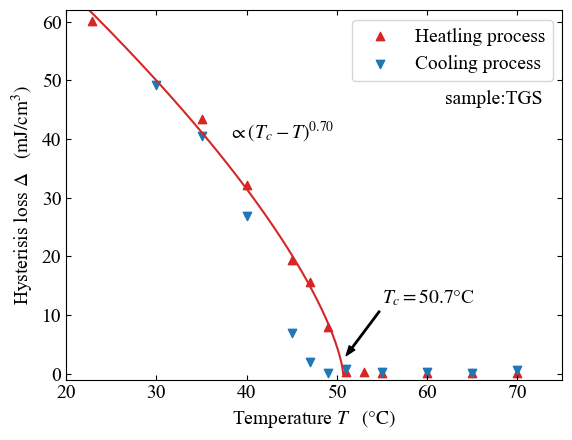 Heatling process
Cooling process
sample:TGS
∝(T_c − T)^0.70
T_c = 50.7°C
60
50
40
30
20
10
0
20 30 40 50 60 70
Hysterisis loss Δ (mJ/cm³)
Temperature T (°C)